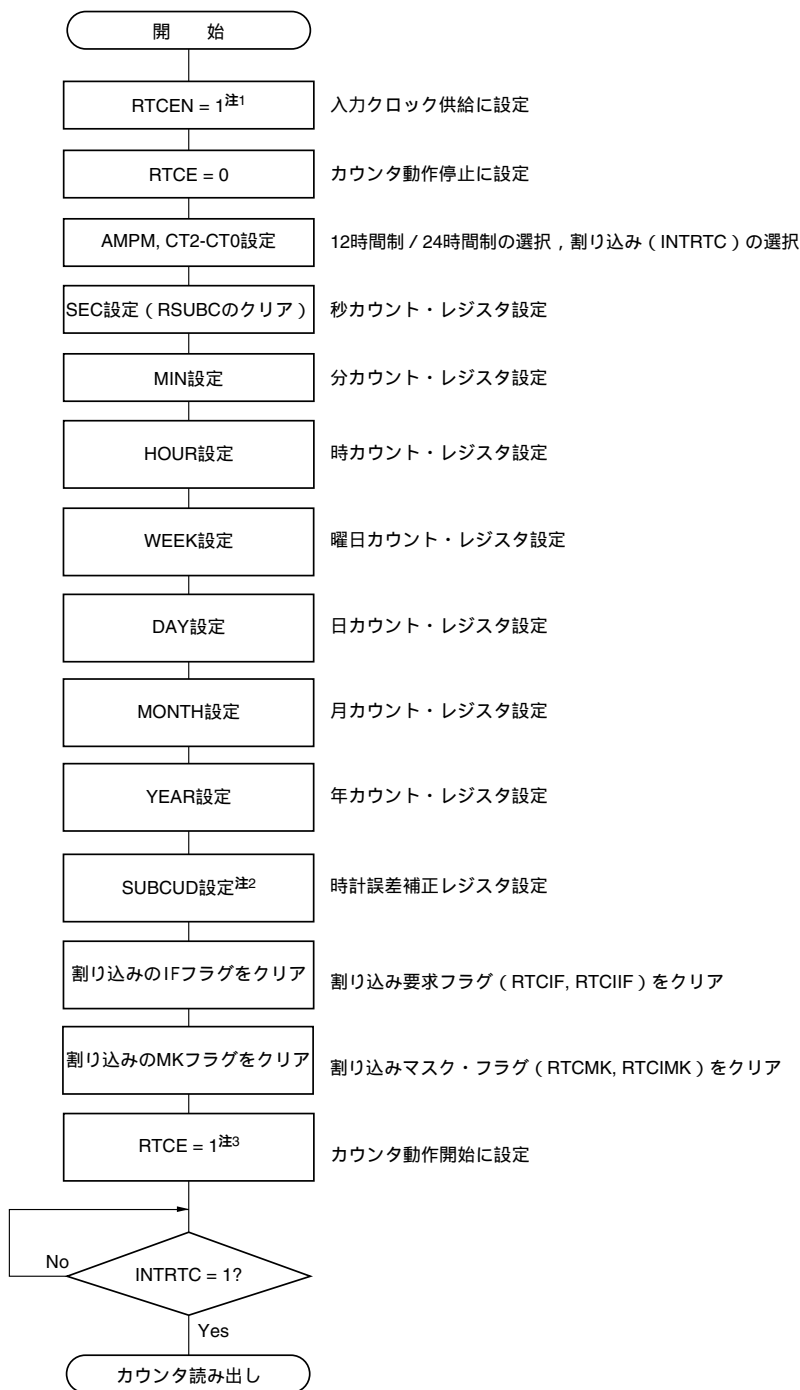 開　　始
RTCEN = 1注1　入力クロック供給に設定
RTCE = 0　カウンタ動作停止に設定
AMPM, CT2-CT0設定　12時間制 / 24時間制の選択 , 割り込み ( INTRTC ) の選択
SEC設定 ( RSUBCのクリア )　秒カウント・レジスタ設定
MIN設定　分カウント・レジスタ設定
HOUR設定　時カウント・レジスタ設定
WEEK設定　曜日カウント・レジスタ設定
DAY設定　日カウント・レジスタ設定
MONTH設定　月カウント・レジスタ設定
YEAR設定　年カウント・レジスタ設定
SUBCUD設定注2　時計誤差補正レジスタ設定
割り込みのIFフラグをクリア　割り込み要求フラグ ( RTCIF, RTCIIF ) をクリア
割り込みのMKフラグをクリア　割り込みマスク・フラグ ( RTCMK, RTCIMK ) をクリア
RTCE = 1注3　カウンタ動作開始に設定
No
INTRTC = 1?
Yes
カウンタ読み出し